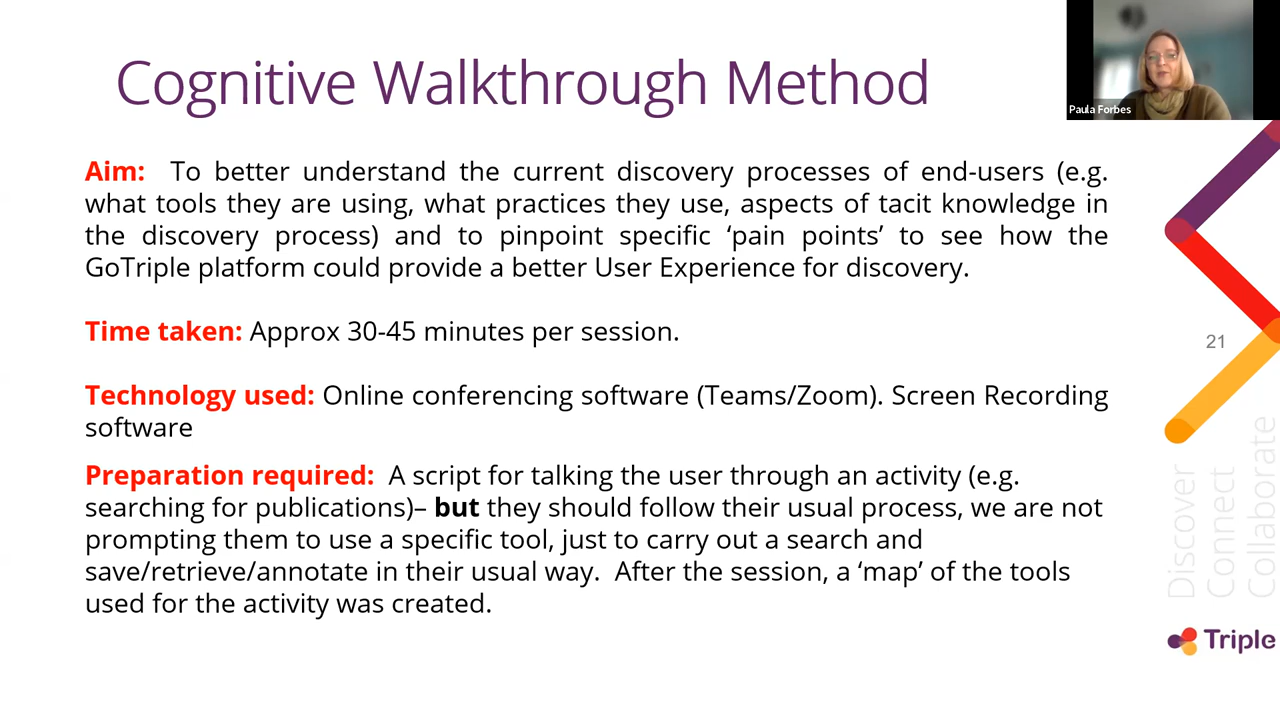 Cognitive Walkthrough Method
Paula Forbes
Aim: To better understand the current discovery processes of end-users (e.g.
what tools they are using, what practices they use, aspects of tacit knowledge in
the discovery process) and to pinpoint specific ‘pain points’ to see how the
GoTriple platform could provide a better User Experience for discovery.
Time taken: Approx 30-45 minutes per session.
21
Technology used: Online conferencing software (Teams/Zoom). Screen Recording
software
Preparation required: A script for talking the user through an activity (e.g.
searching for publications)– but they should follow their usual process, we are not
prompting them to use a specific tool, just to carry out a search and
save/retrieve/annotate in their usual way. After the session, a ‘map’ of the tools
used for the activity was created.
Discover
Connect
Collaborate
Triple